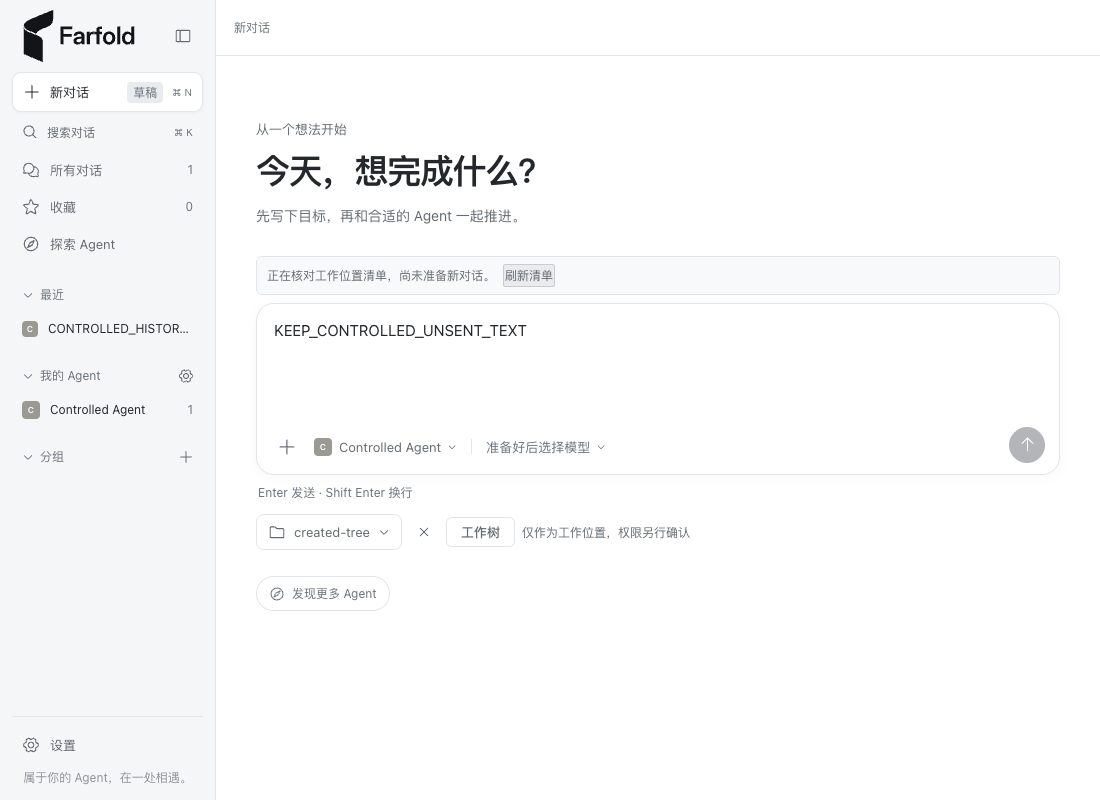 Farfold
新对话 草稿 ⌘ N
搜索对话 ⌘ K
所有对话 1
收藏 0
探索 Agent
最近
C CONTROLLED_HISTOR...
我的 Agent
C Controlled Agent 1
分组
设置
属于你的 Agent，在一处相遇。
新对话
从一个想法开始
今天，想完成什么？
先写下目标，再和合适的 Agent 一起推进。
正在核对工作位置清单，尚未准备新对话。 刷新清单
KEEP_CONTROLLED_UNSENT_TEXT
C Controlled Agent 准备好后选择模型
Enter 发送 · Shift Enter 换行
created-tree 工作树 仅作为工作位置，权限另行确认
发现更多 Agent